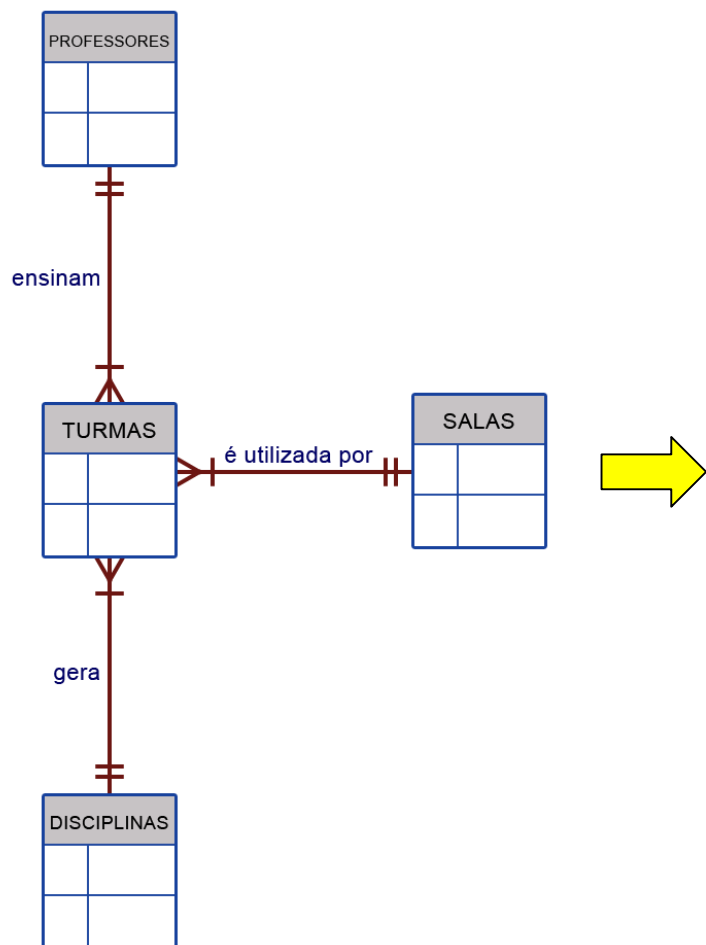 PROFESSORES
ensinam
TURMAS
é utilizada por
SALAS
gera
DISCIPLINAS